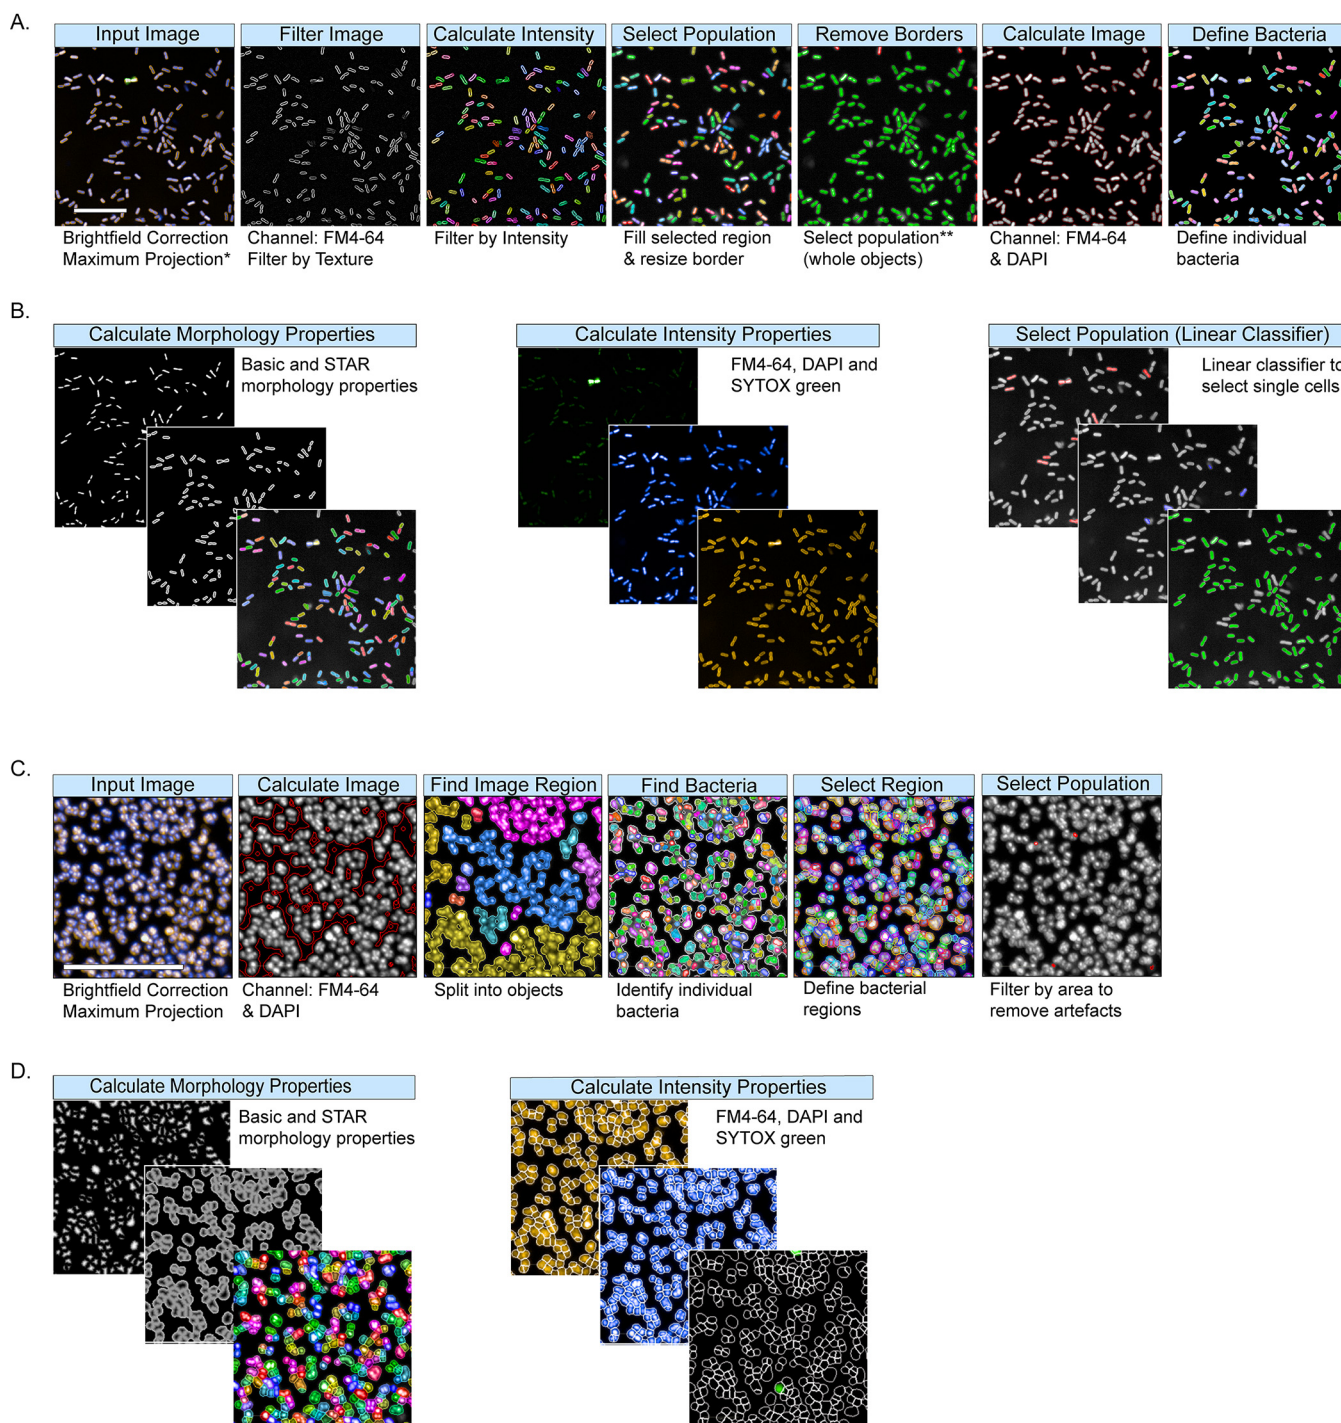 A.
Input Image
Filter Image
Calculate Intensity
Select Population
Remove Borders
Calculate Image
Define Bacteria
Brightfield Correction
Maximum Projection*
Channel: FM4-64
Filter by Texture
Filter by Intensity
Fill selected region
& resize border
Select population**
(whole objects)
Channel: FM4-64
& DAPI
Define individual
bacteria
B.
Calculate Morphology Properties
Basic and STAR
morphology properties
Calculate Intensity Properties
FM4-64, DAPI and
SYTOX green
Select Population (Linear Classifier)
Linear classifier to
select single cells
C.
Input Image
Calculate Image
Find Image Region
Find Bacteria
Select Region
Select Population
Brightfield Correction
Maximum Projection
Channel: FM4-64
& DAPI
Split into objects
Identify individual
bacteria
Define bacterial
regions
Filter by area to
remove artefacts
D.
Calculate Morphology Properties
Basic and STAR
morphology properties
Calculate Intensity Properties
FM4-64, DAPI and
SYTOX green